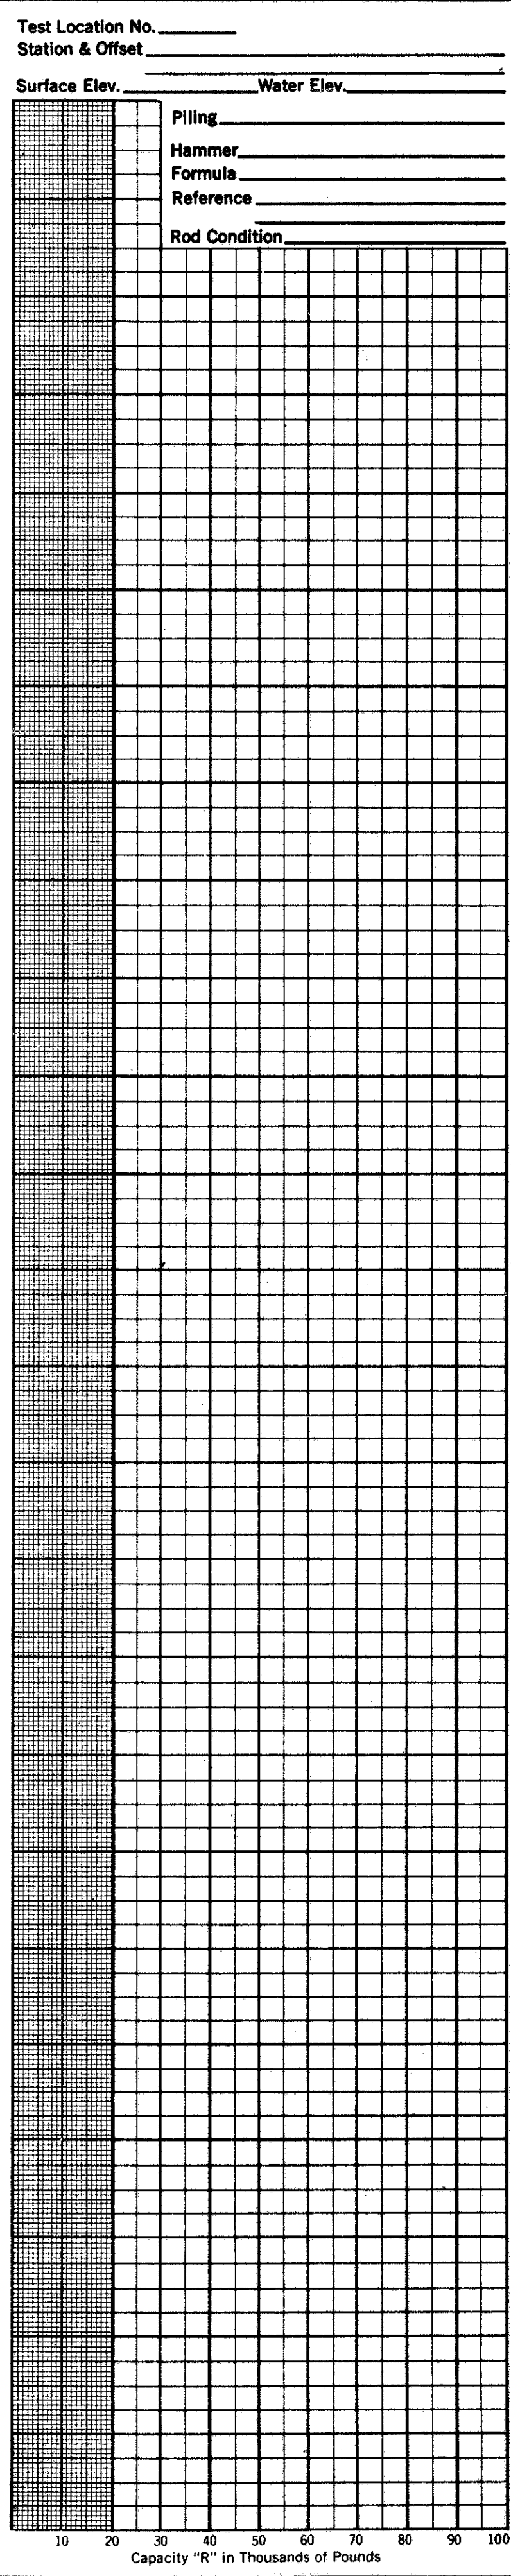 Test Location No.
Station & Offset
Surface Elev. Water Elev.
Piling
Hammer
Formula
Reference
Rod Condition
10 20 30 40 50 60 70 80 90 100
Capacity "R" in Thousands of Pounds